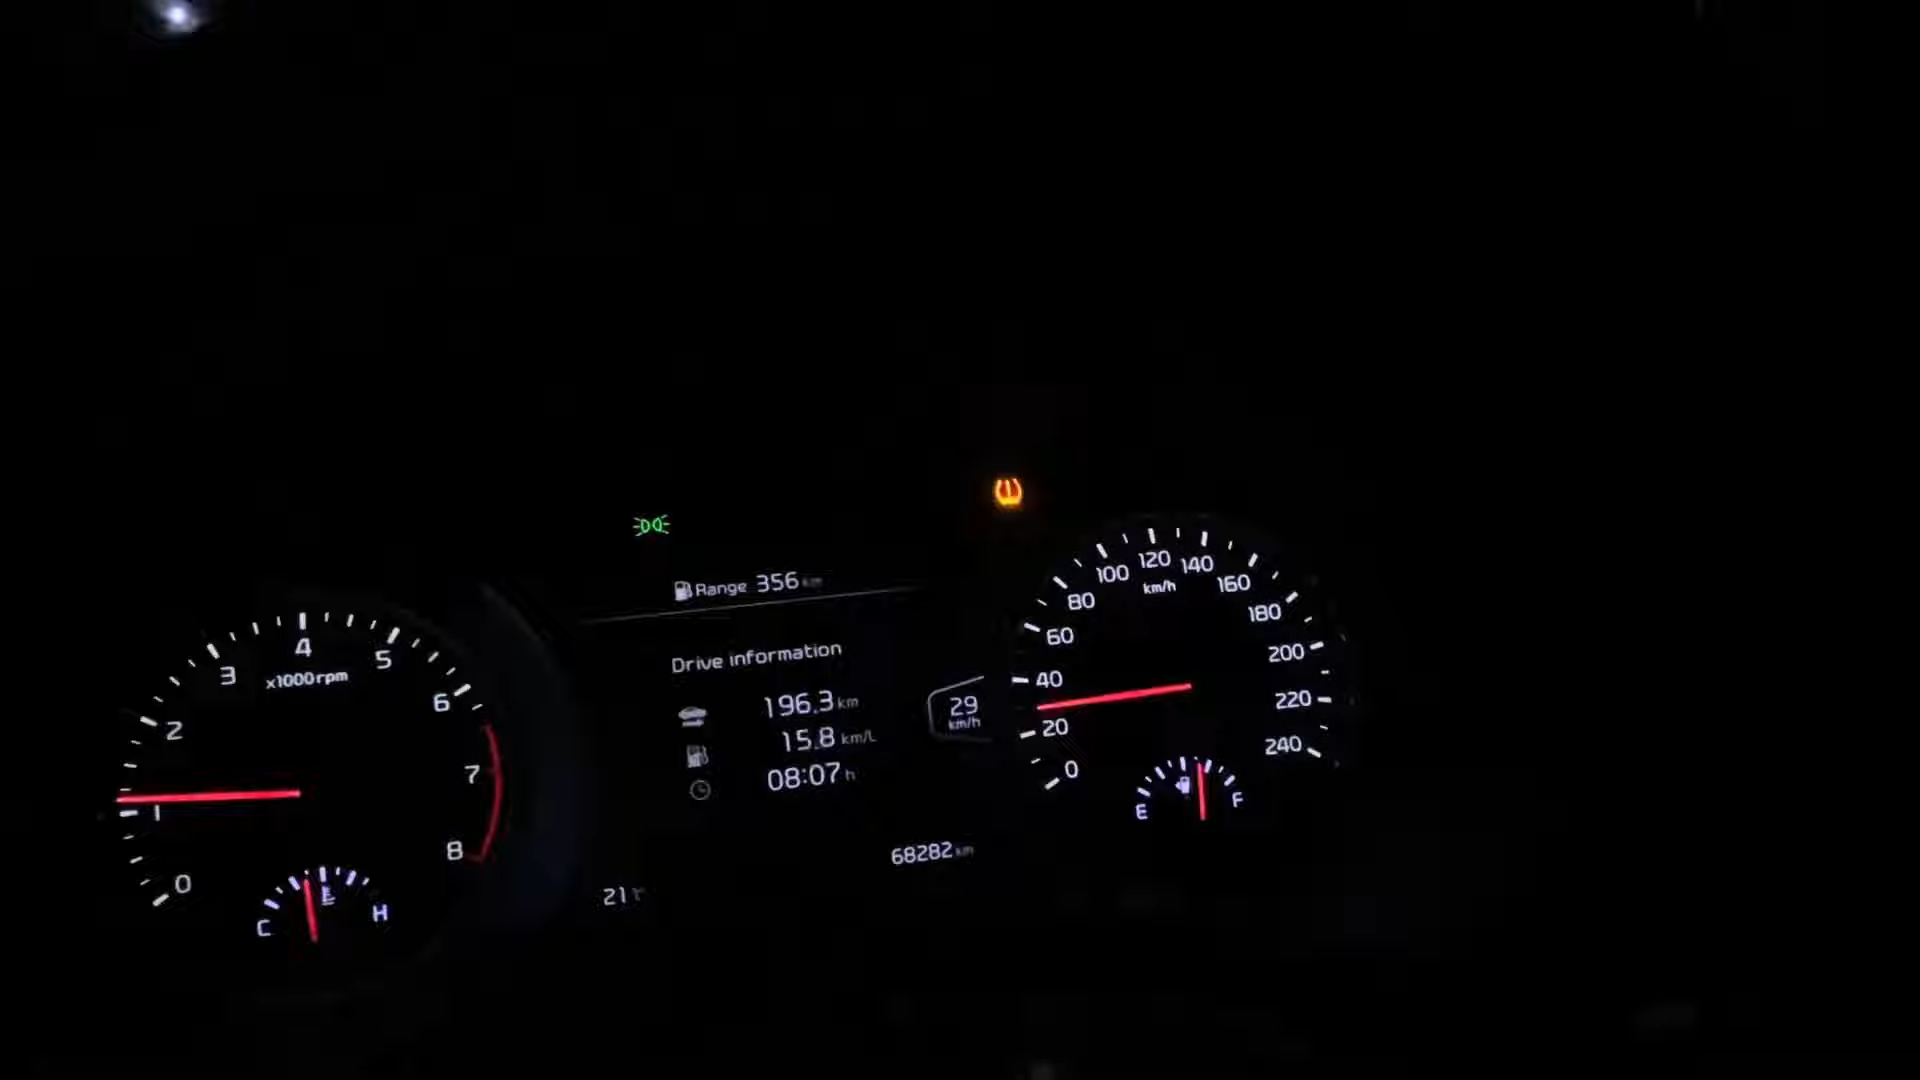 Range 356 km
Drive information
196.3 km
15.8 km/L
08:07 h
29
km/h
68282 km
21
0
1
2
3
4
5
6
7
8
x1000rpm
C
H
0
20
40
60
80
100
120
140
160
180
200
220
240
km/h
E
F